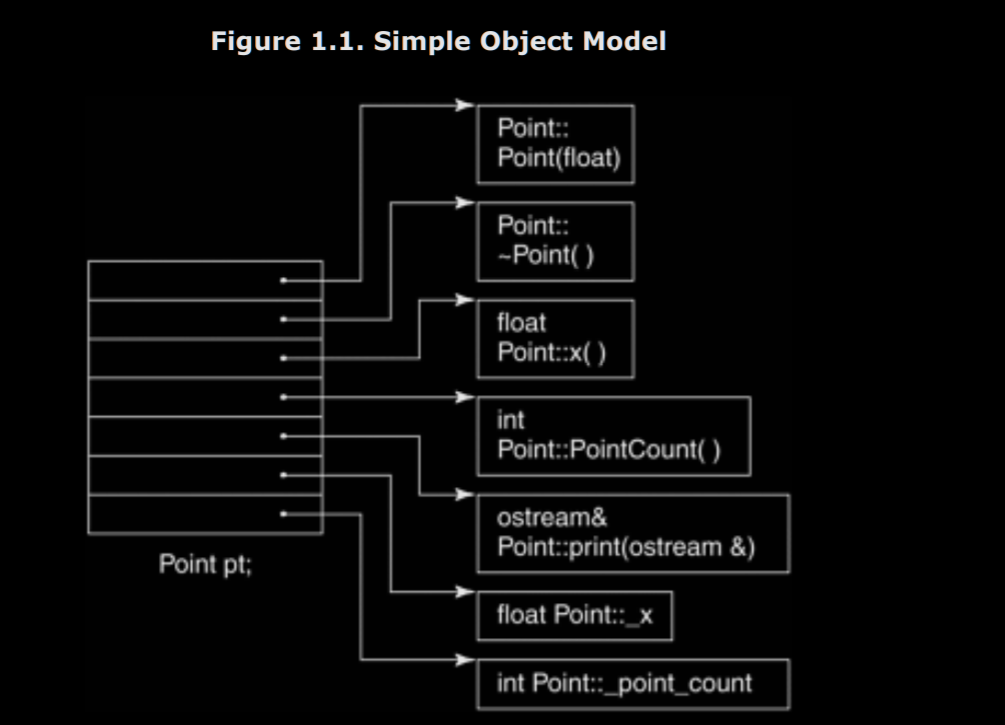 Figure 1.1. Simple Object Model
Point::
Point(float)
Point::
~Point( )
float
Point::x( )
int
Point::PointCount( )
ostream&
Point::print(ostream &)
float Point::_x
int Point::_point_count
Point pt;